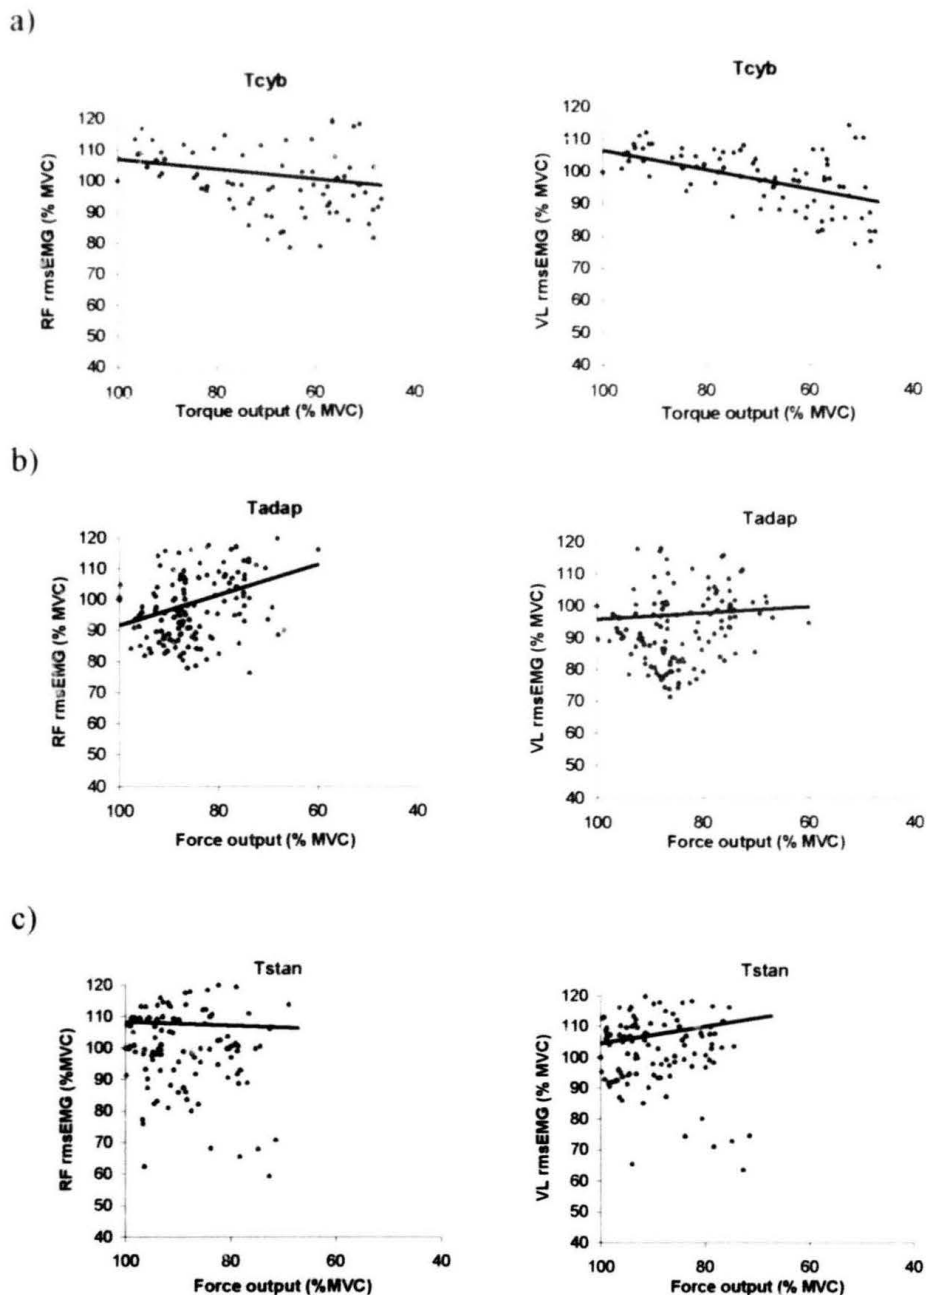 a)
Tcyb
120
110
100
90
80
70
60
50
40
RF rmsEMG (% MVC)
100 80 60 40
Torque output (% MVC)
Tcyb
120
110
100
90
80
70
60
50
40
VL rmsEMG (% MVC)
100 80 60 40
Torque output (% MVC)
b)
Tadap
120
110
100
90
80
70
60
50
40
RF rmsEMG (% MVC)
100 80 60 40
Force output (% MVC)
Tadap
120
110
100
90
80
70
60
50
40
VL rmsEMG (% MVC)
100 80 60 40
Force output (% MVC)
c)
Tstan
120
110
100
90
80
70
60
50
40
RF rmsEMG (%MVC)
100 80 60 40
Force output (%MVC)
Tstan
120
110
100
90
80
70
60
50
40
VL rmsEMG (% MVC)
100 80 60 40
Force output (%MVC)